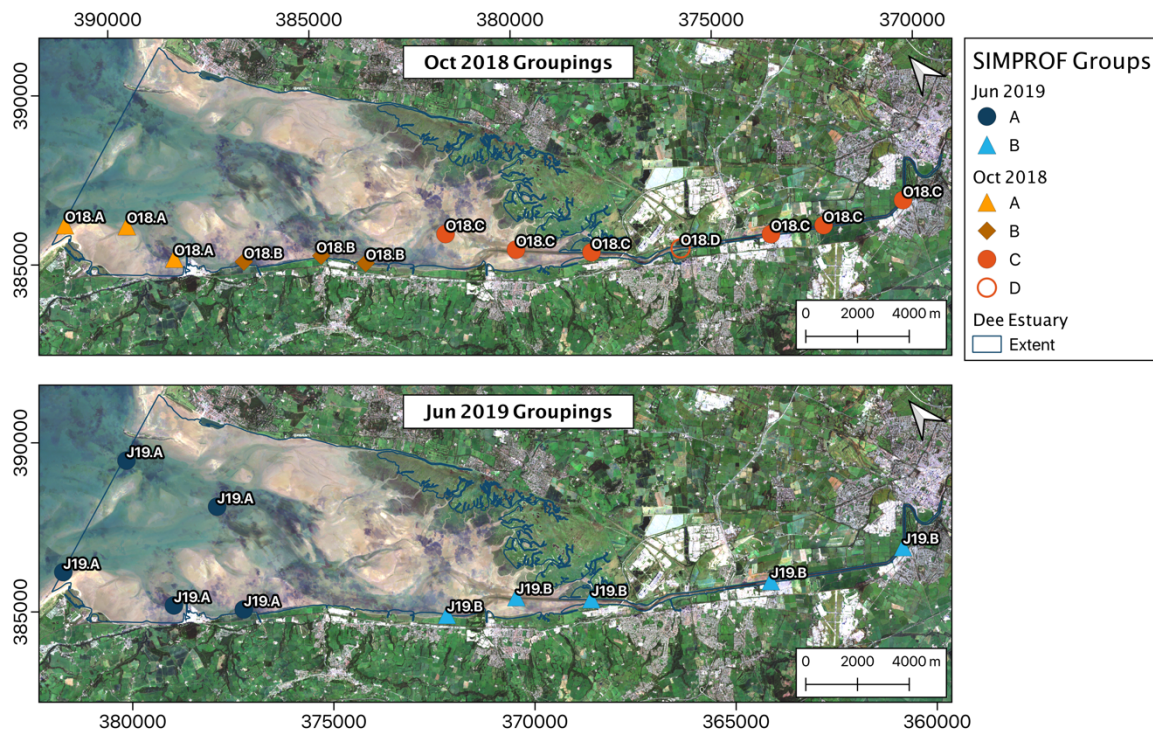 390000 385000 380000 375000 370000
Oct 2018 Groupings
390000
385000
O18.A
O18.A
O18.A
O18.B
O18.B
O18.B
O18.C
O18.C
O18.C
O18.D
O18.C
O18.C
O18.C
0 2000 4000 m
SIMPROF Groups
Jun 2019
A
B
Oct 2018
A
B
C
D
Dee Estuary
Extent
Jun 2019 Groupings
390000
385000
J19.A
J19.A
J19.A
J19.A
J19.A
J19.B
J19.B
J19.B
J19.B
J19.B
0 2000 4000 m
380000 375000 370000 365000 360000